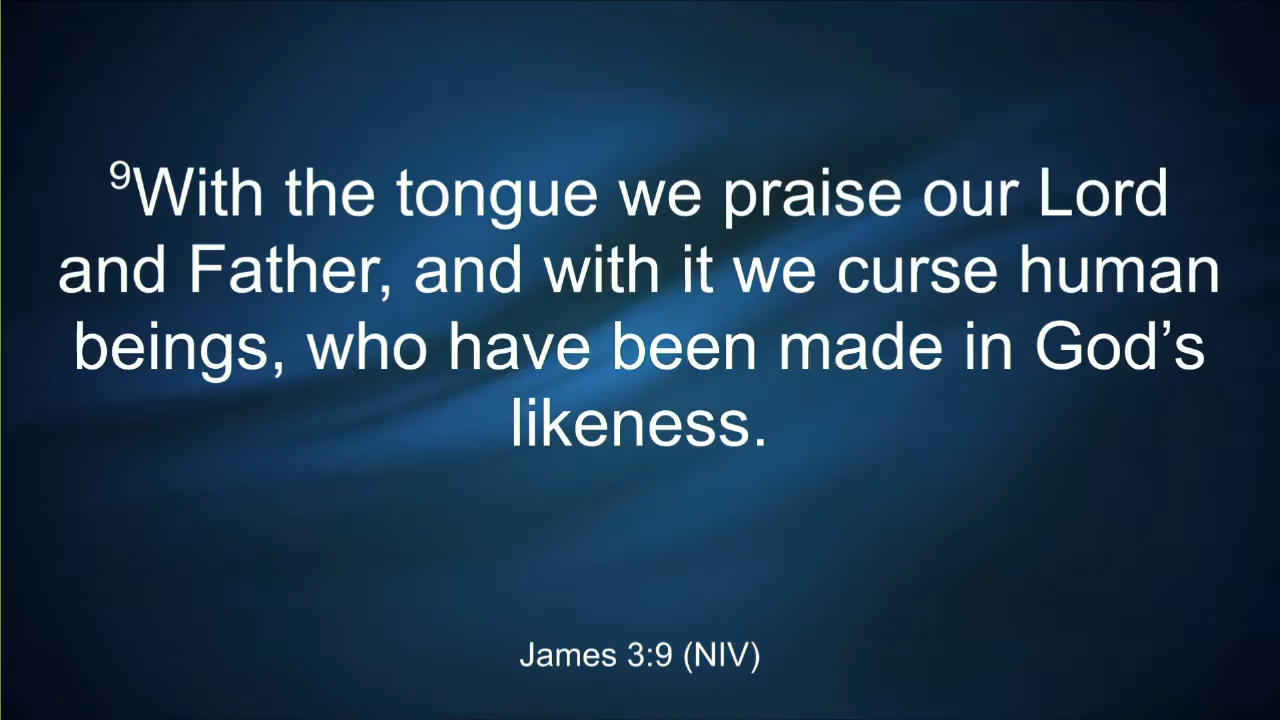 ⁹With the tongue we praise our Lord
and Father, and with it we curse human
beings, who have been made in God’s
likeness.
James 3:9 (NIV)